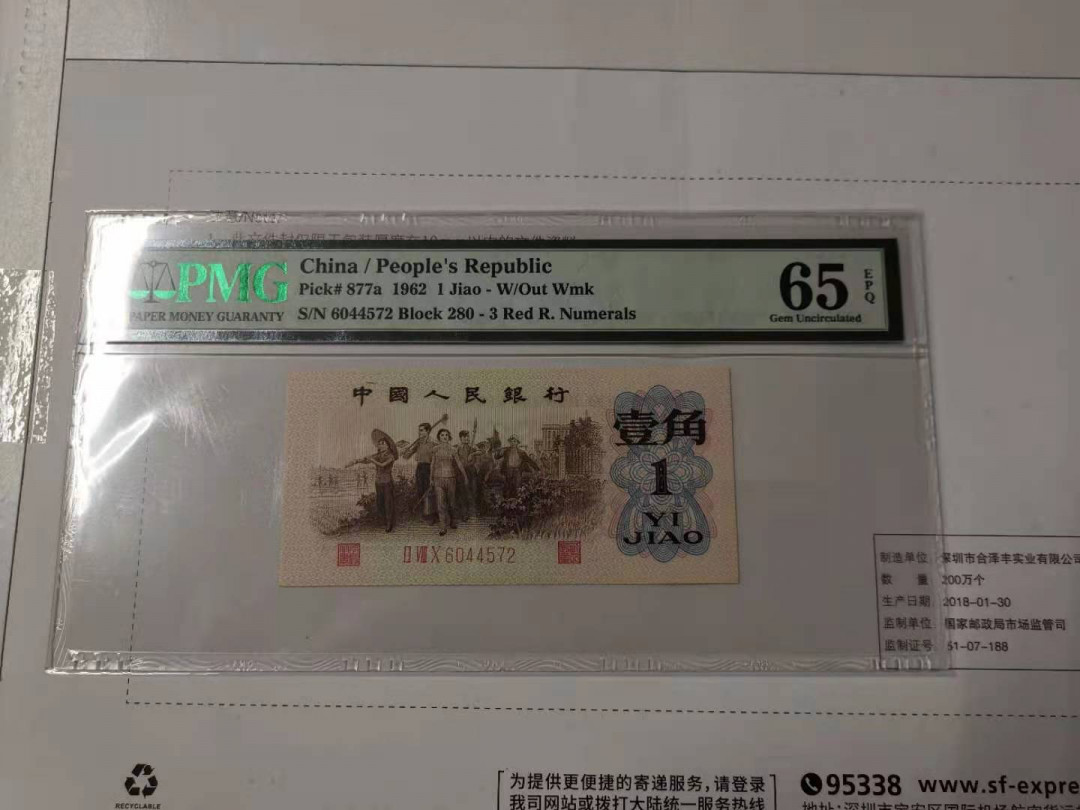 PMG
PAPER MONEY GUARANTY
China / People's Republic
Pick# 877a 1962 1 Jiao - W/Out Wmk
S/N 6044572 Block 280 - 3 Red R. Numerals
65
EPQ
Gem Uncirculated
中國人民銀行
壹角
1
YI
JIAO
II VIII X 6044572
制造单位
深圳市合泽丰实业有限公司
数 量
200万个
生产日期
2018-01-30
监制单位
国家邮政局市场监管司
监制证号
51-07-188
RECYCLABLE
为提供更便捷的寄递服务,请登录
我司网站或拨打大陆统一服务热线
95338 www.sf-expre